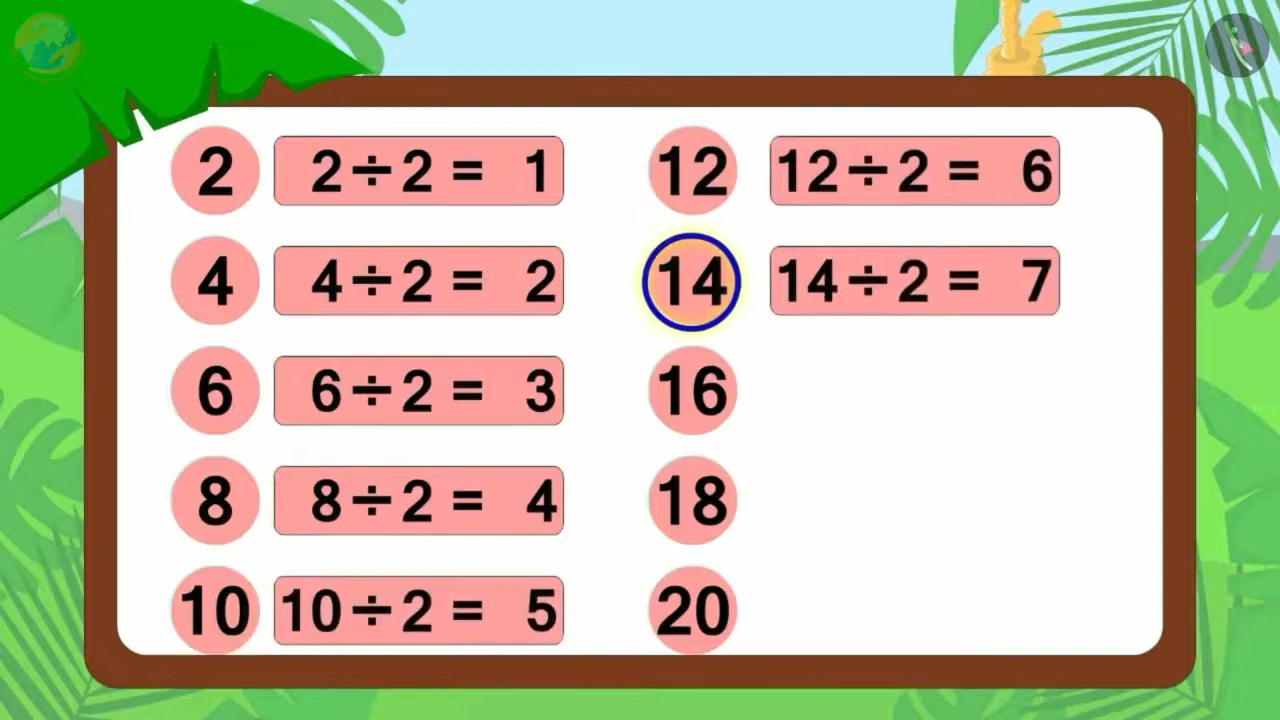 2 2÷2 = 1
4 4÷2 = 2
6 6÷2 = 3
8 8÷2 = 4
10 10÷2 = 5
12 12÷2 = 6
14 14÷2 = 7
16
18
20